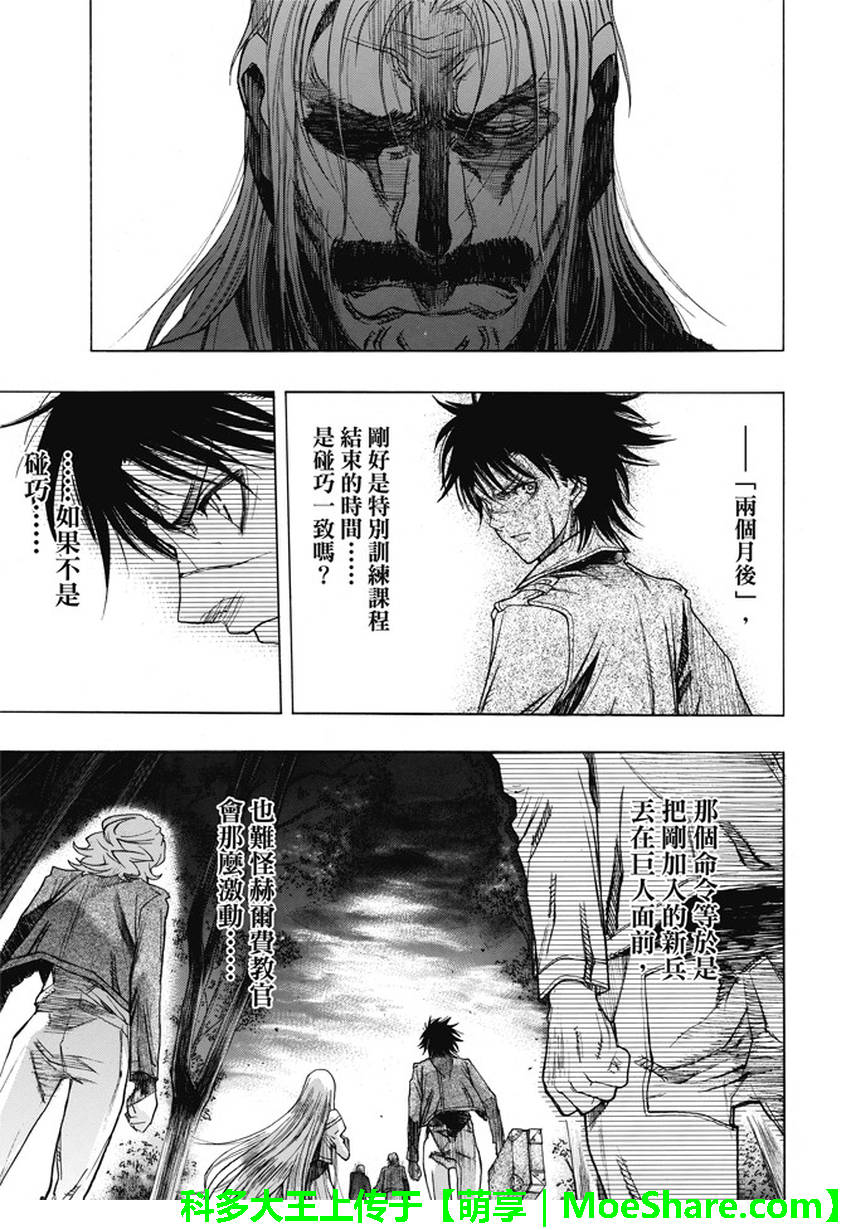 ——「兩個月後」，
剛好是特別訓練課程
結束的時間……
是碰巧一致嗎？
……如果不是
碰巧……
那個命令等於是
把剛加入的新兵
丟在巨人面前，
也難怪赫爾費教官
會那麼激動……
科多大王上传于【萌享｜MoeShare.com】